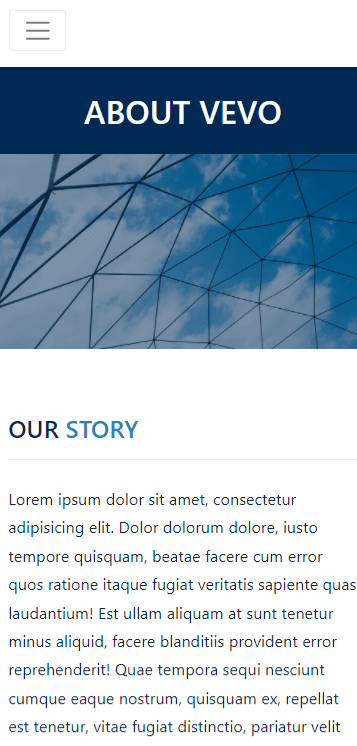 ABOUT VEVO
OUR STORY
Lorem ipsum dolor sit amet, consectetur
adipisicing elit. Dolor dolorum dolore, iusto
tempore quisquam, beatae facere cum error
quos ratione itaque fugiat veritatis sapiente quas
laudantium! Est ullam aliquam at sunt tenetur
minus aliquid, facere blanditiis provident error
reprehenderit! Quae tempora sequi nesciunt
cumque eaque nostrum, quisquam ex, repellat
est tenetur, vitae fugiat distinctio, pariatur velit